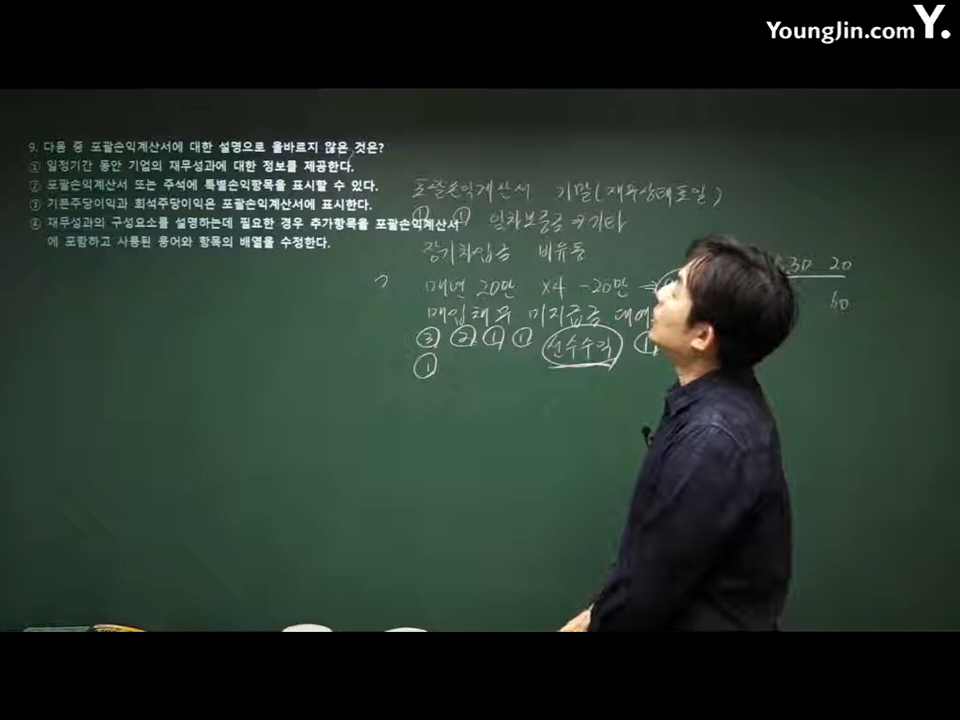 YoungJin.com Y.
9. 다음 중 포괄손익계산서에 대한 설명으로 올바르지 않은 것은?
① 일정기간 동안 기업의 재무성과에 대한 정보를 제공한다.
② 포괄손익계산서 또는 주석에 특별손익항목을 표시할 수 있다.
③ 기본주당이익과 희석주당이익은 포괄손익계산서에 표시한다.
④ 재무성과의 구성요소를 설명하는데 필요한 경우 추가항목을 포괄손익계산서
에 포함하고 사용된 용어와 항목의 배열을 수정한다.
포괄손익계산서 기말(재무상태표일)
① ① 임차보증금 기타
장기차입금 비유동 30 20
매년 20만 x4 -20만 ⇒ 60
매입채무 미지급금
③ ② ① ① 선수수익 ①
①